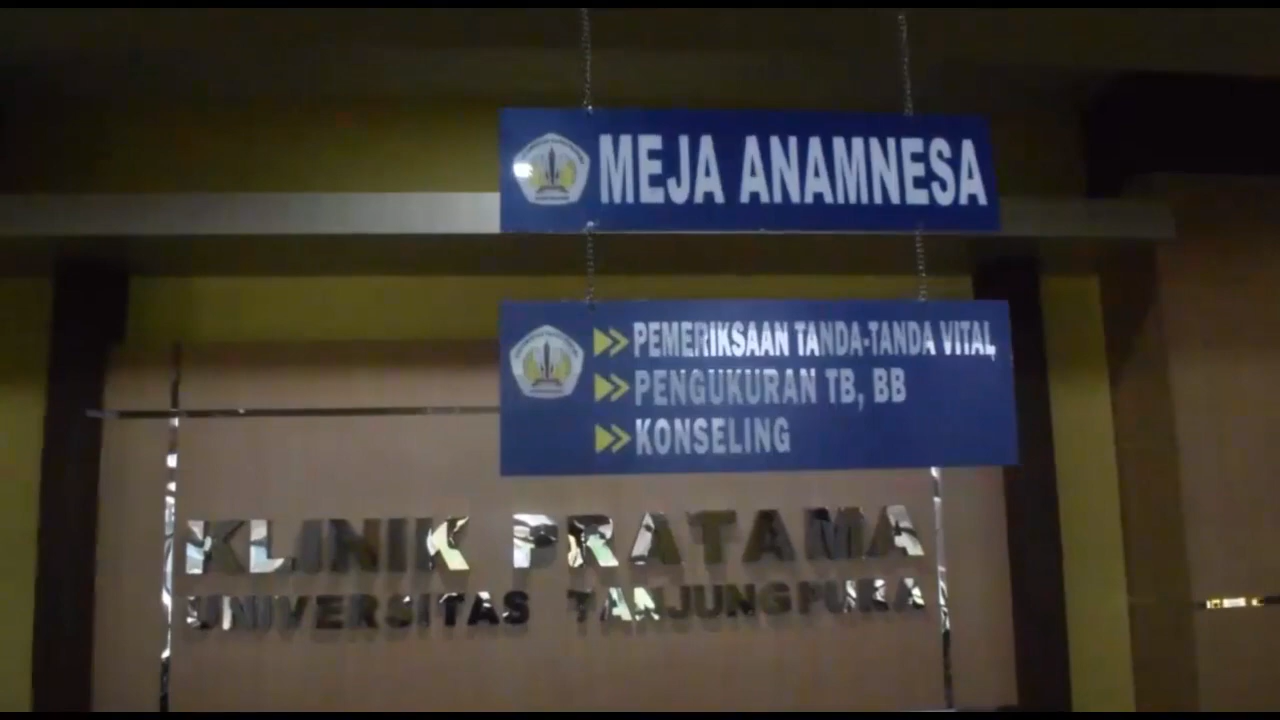 MEJA ANAMNESA
PEMERIKSAAN TANDA-TANDA VITAL,
PENGUKURAN TB, BB
KONSELING
KLINIK PRATAMA
UNIVERSITAS TANJUNGPURA